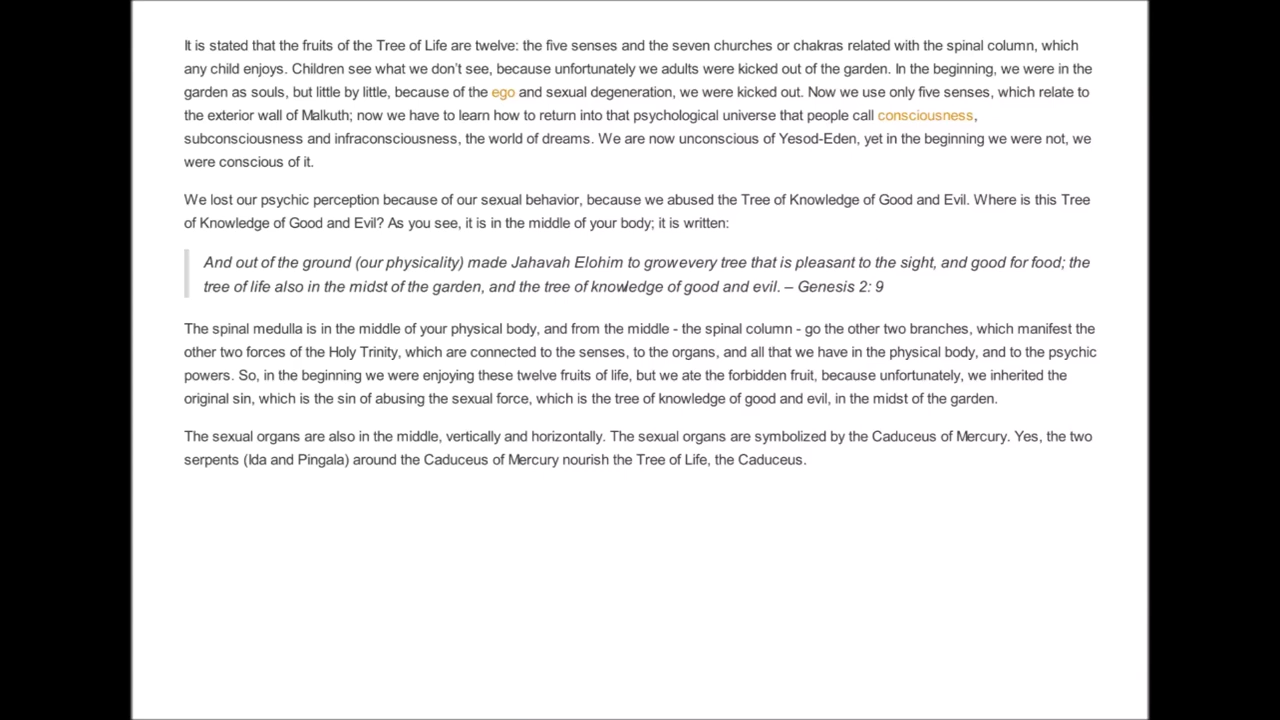 It is stated that the fruits of the Tree of Life are twelve: the five senses and the seven churches or chakras related with the spinal column, which
any child enjoys. Children see what we don't see, because unfortunately we adults were kicked out of the garden. In the beginning, we were in the
garden as souls, but little by little, because of the ego and sexual degeneration, we were kicked out. Now we use only five senses, which relate to
the exterior wall of Malkuth; now we have to learn how to return into that psychological universe that people call consciousness,
subconsciousness and infraconsciousness, the world of dreams. We are now unconscious of Yesod-Eden, yet in the beginning we were not, we
were conscious of it.
We lost our psychic perception because of our sexual behavior, because we abused the Tree of Knowledge of Good and Evil. Where is this Tree
of Knowledge of Good and Evil? As you see, it is in the middle of your body; it is written:
And out of the ground (our physicality) made Jahavah Elohim to grow every tree that is pleasant to the sight, and good for food; the
tree of life also in the midst of the garden, and the tree of knowledge of good and evil. – Genesis 2: 9
The spinal medulla is in the middle of your physical body, and from the middle - the spinal column - go the other two branches, which manifest the
other two forces of the Holy Trinity, which are connected to the senses, to the organs, and all that we have in the physical body, and to the psychic
powers. So, in the beginning we were enjoying these twelve fruits of life, but we ate the forbidden fruit, because unfortunately, we inherited the
original sin, which is the sin of abusing the sexual force, which is the tree of knowledge of good and evil, in the midst of the garden.
The sexual organs are also in the middle, vertically and horizontally. The sexual organs are symbolized by the Caduceus of Mercury. Yes, the two
serpents (Ida and Pingala) around the Caduceus of Mercury nourish the Tree of Life, the Caduceus.